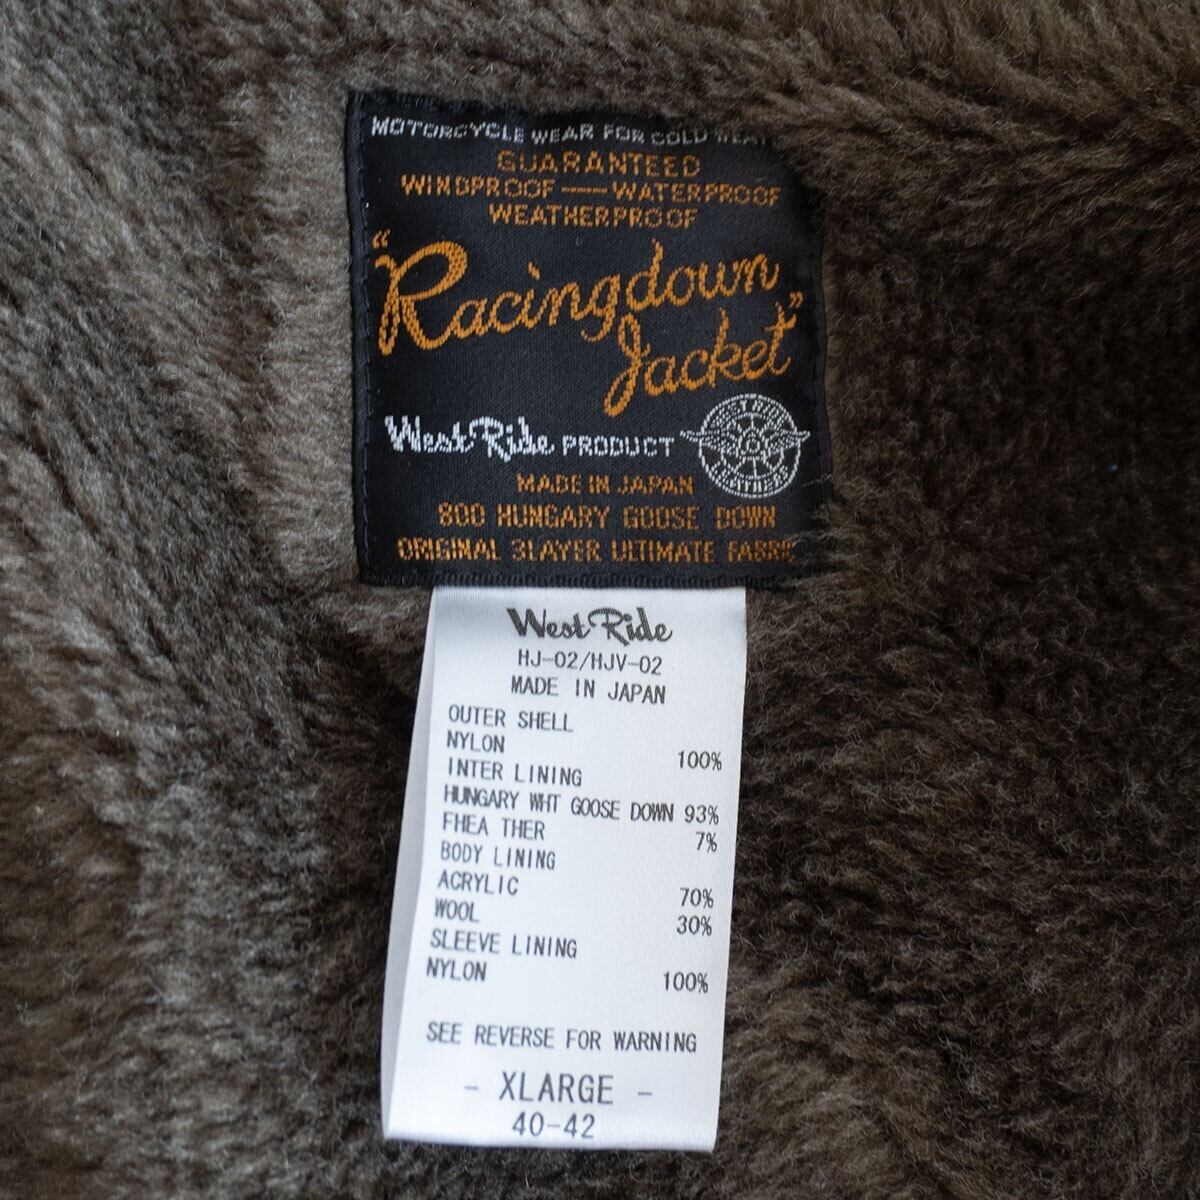 MOTORCYCLE WEAR FOR COLD
GUARANTEED
WINDPROOF — WATERPROOF
WEATHERPROOF
"Racingdown
Jacket"
West Ride PRODUCT
MADE IN JAPAN
800 HUNGARY GOOSE DOWN
ORIGINAL 3LAYER ULTIMATE FABRIC
West Ride
HJ-02/HJV-02
MADE IN JAPAN
OUTER SHELL
NYLON 100%
INTER LINING
HUNGARY WHT GOOSE DOWN 93%
FHEA THER 7%
BODY LINING
ACRYLIC 70%
WOOL 30%
SLEEVE LINING
NYLON 100%
SEE REVERSE FOR WARNING
- XLARGE -
40-42